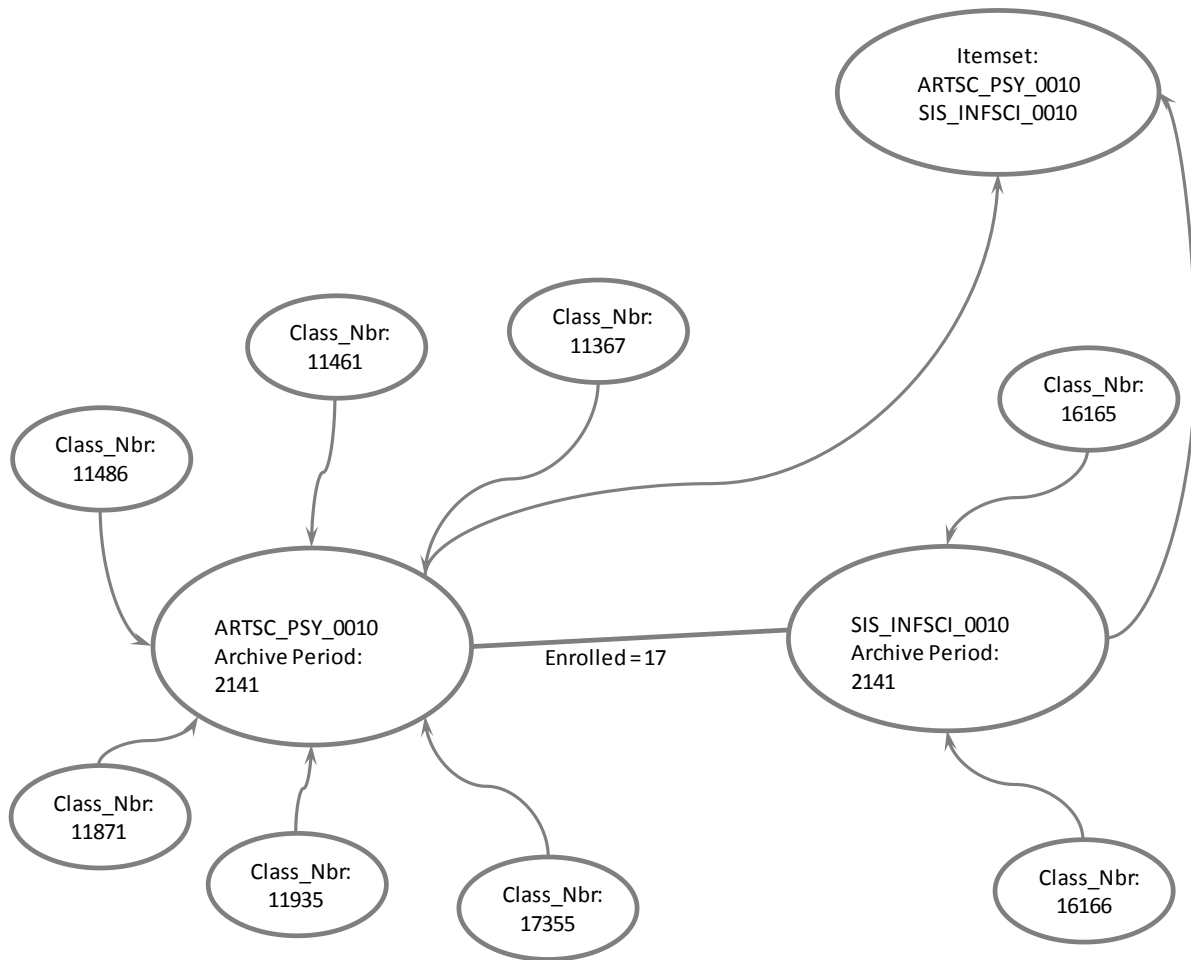 Itemset:
ARTSC_PSY_0010
SIS_INFSCI_0010
Class_Nbr:
11461
Class_Nbr:
11367
Class_Nbr:
16165
Class_Nbr:
11486
ARTSC_PSY_0010
Archive Period:
2141
Enrolled = 17
SIS_INFSCI_0010
Archive Period:
2141
Class_Nbr:
11871
Class_Nbr:
11935
Class_Nbr:
17355
Class_Nbr:
16166